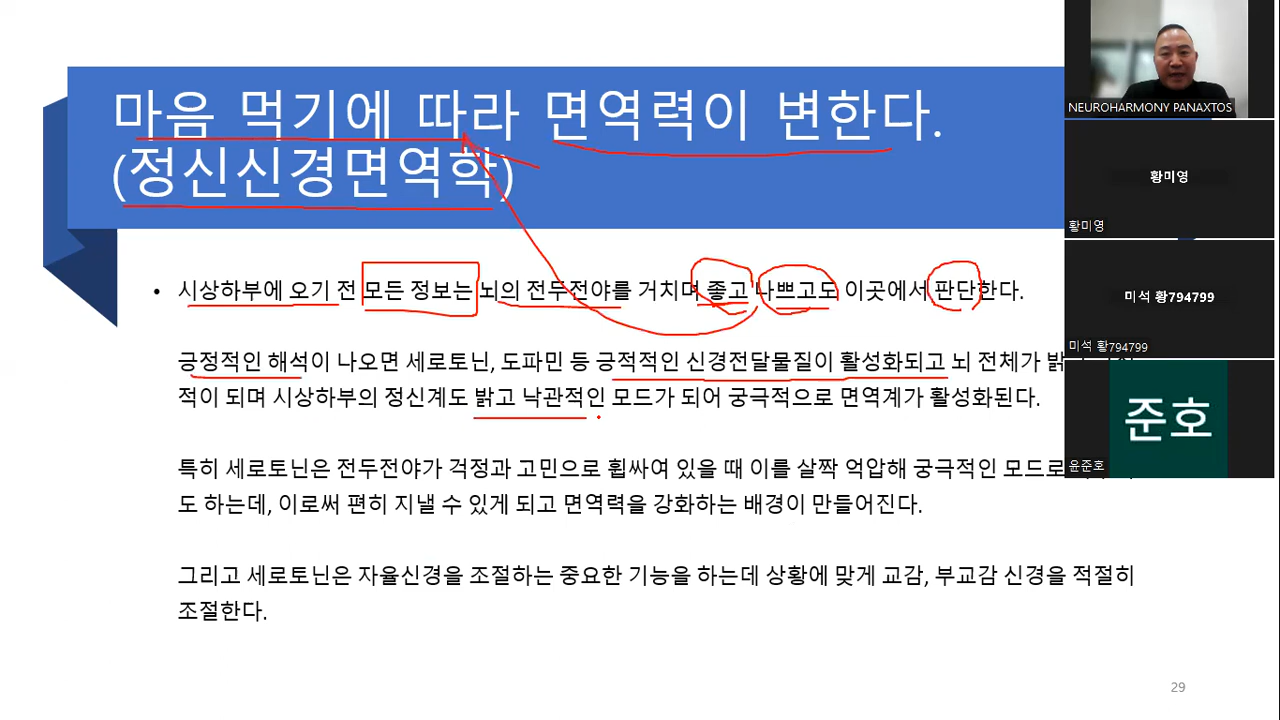 마음 먹기에 따라 면역력이 변한다.
(정신신경면역학)
• 시상하부에 오기 전 모든 정보는 뇌의 전두전야를 거치며 좋고 나쁘고도 이곳에서 판단한다.
긍정적인 해석이 나오면 세로토닌, 도파민 등 긍적적인 신경전달물질이 활성화되고 뇌 전체가
적이 되며 시상하부의 정신계도 밝고 낙관적인 모드가 되어 궁극적으로 면역계가 활성화된다.
특히 세로토닌은 전두전야가 걱정과 고민으로 휩싸여 있을 때 이를 살짝 억압해 궁극적인 모드로
도 하는데, 이로써 편히 지낼 수 있게 되고 면역력을 강화하는 배경이 만들어진다.
그리고 세로토닌은 자율신경을 조절하는 중요한 기능을 하는데 상황에 맞게 교감, 부교감 신경을 적절히
조절한다.
29
NEUROHARMONY PANAXTOS
황미영
황미영
미석 황794799
미석 황794799
준호
윤준호